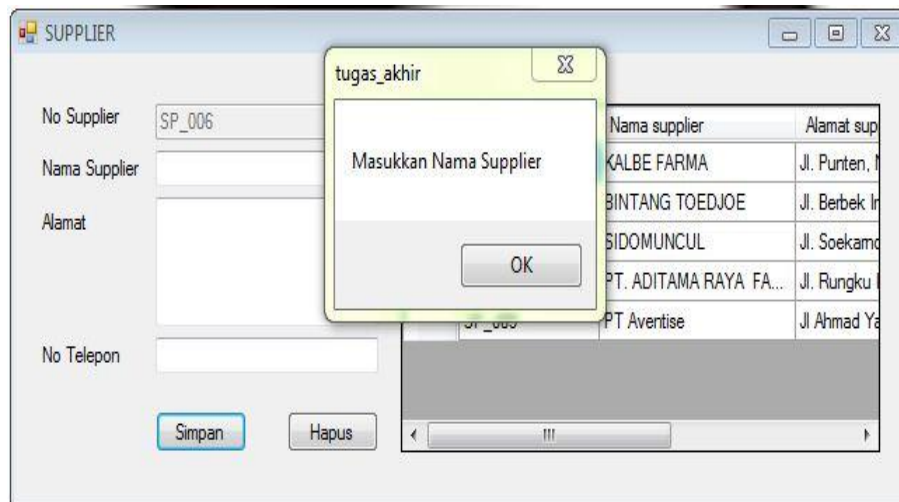 SUPPLIER
tugas_akhir
Masukkan Nama Supplier
OK
No Supplier SP_006
Nama Supplier
Alamat
No Telepon
Simpan Hapus
Nama supplier Alamat sup
KALBE FARMA Jl. Punten,
BINTANG TOEDJOE Jl. Berbek
SIDOMUNCUL Jl. Soekarno
PT. ADITAMA RAYA FA... Jl. Rungku
PT Aventise Jl Ahmad Ya